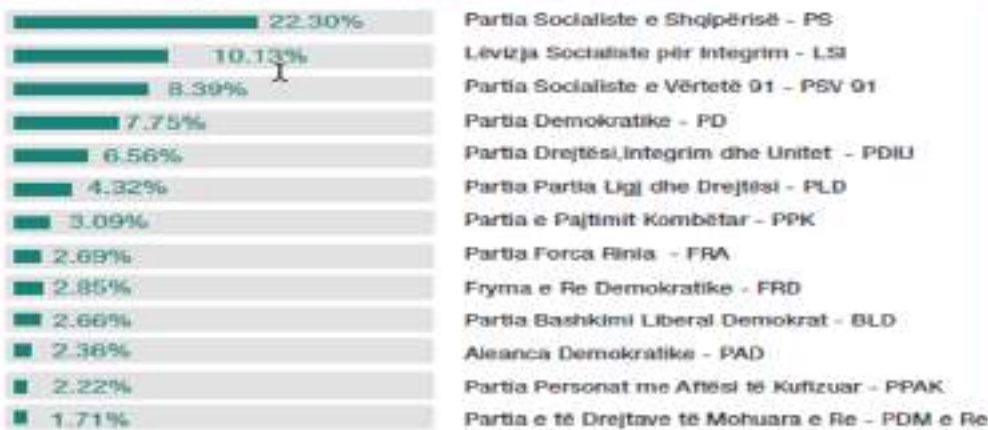 22.30% Partia Socialiste e Shqipërisë - PS
10.13% Lëvizja Socialiste për Integrim - LSI
8.39% Partia Socialiste e Vërtetë 91 - PSV 91
7.75% Partia Demokratike - PD
6.56% Partia Drejtësi,Integrim dhe Unitet - PDIU
4.32% Partia Partia Ligj dhe Drejtësi - PLD
3.09% Partia e Pajtimit Kombëtar - PPK
2.69% Partia Forca Rinia - FRA
2.85% Fryma e Re Demokratike - FRD
2.66% Partia Bashkimi Liberal Demokrat - BLD
2.36% Aleanca Demokratike - PAD
2.22% Partia Personat me Aftësi të Kufizuar - PPAK
1.71% Partia e të Drejtave të Mohuara e Re - PDM e Re